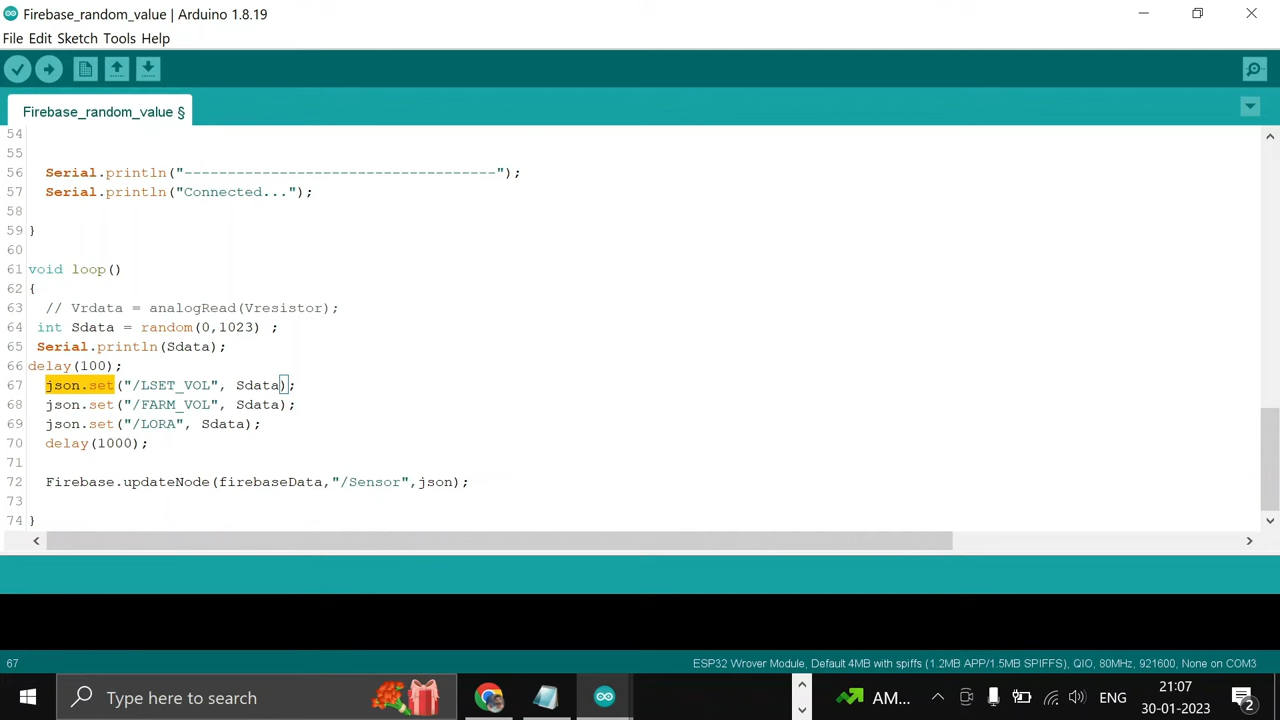 Firebase_random_value | Arduino 1.8.19
File Edit Sketch Tools Help
Firebase_random_value §
54
55
56 Serial.println("------------------------------------");
57 Serial.println("Connected...");
58
59 }
60
61 void loop()
62 {
63 // Vrdata = analogRead(Vresistor);
64 int Sdata = random(0,1023) ;
65 Serial.println(Sdata);
66 delay(100);
67 json.set("/LSET_VOL", Sdata);
68 json.set("/FARM_VOL", Sdata);
69 json.set("/LORA", Sdata);
70 delay(1000);
71
72 Firebase.updateNode(firebaseData,"/Sensor",json);
73
74 }
67 ESP32 Wrover Module, Default 4MB with spiffs (1.2MB APP/1.5MB SPIFFS), QIO, 80MHz, 921600, None on COM3
Type here to search
AM...
ENG
21:07
30-01-2023
2